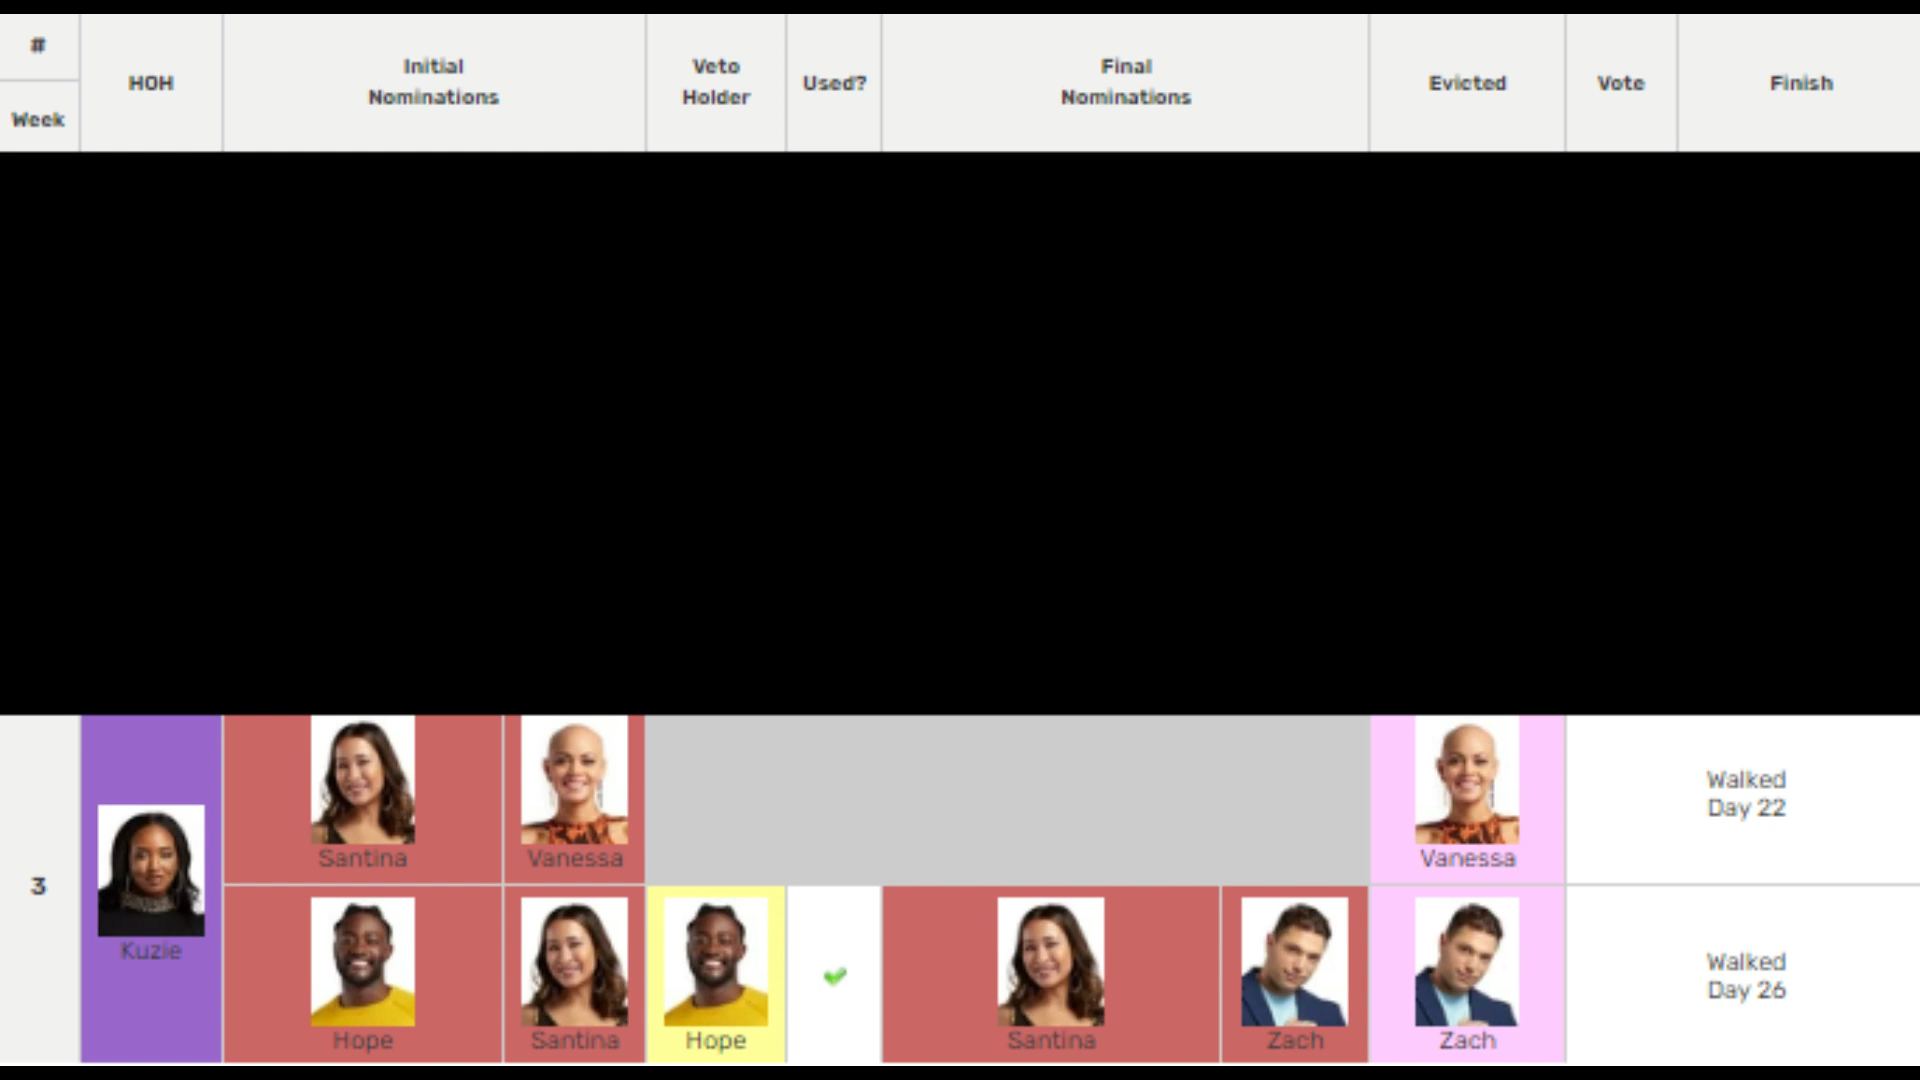 #
Week
HOH
Initial
Nominations
Veto
Holder
Used?
Final
Nominations
Evicted
Vote
Finish
3
Kuzie
Santina
Vanessa
Vanessa
Walked
Day 22
Hope
Santina
Hope
Santina
Zach
Zach
Walked
Day 26